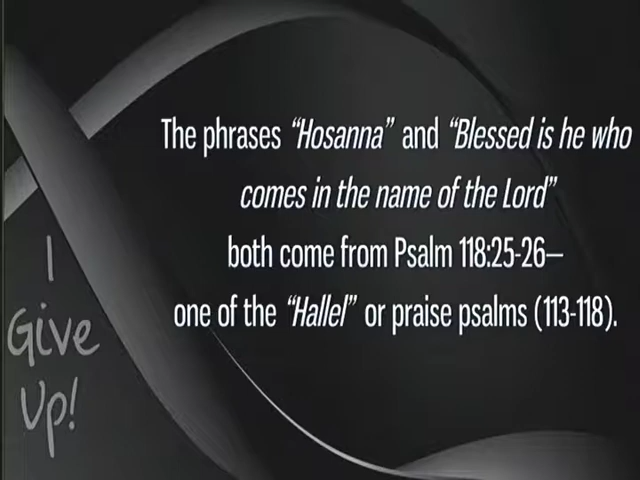 The phrases “Hosanna” and “Blessed is he who
comes in the name of the Lord”
both come from Psalm 118:25-26–
one of the “Hallel” or praise psalms (113-118).
I
Give
Up!